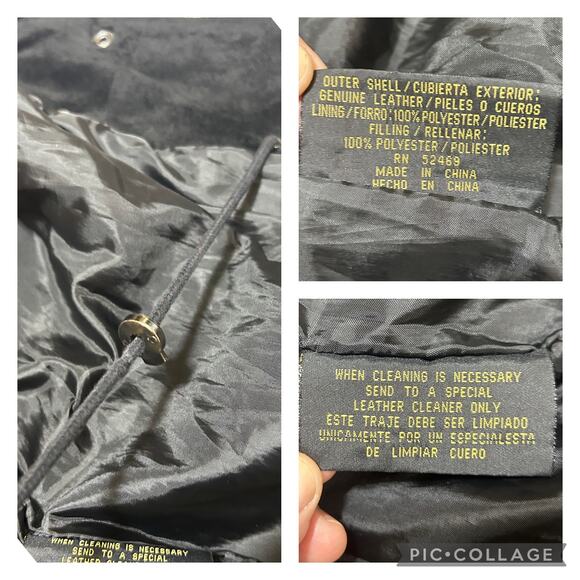 OUTER SHELL/CUBIERTA EXTERIOR:
GENUINE LEATHER/PIELES O CUEROS
LINING/FORRO:100% POLYESTER/POLIESTER
FILLING/RELLENAR:
100% POLYESTER/POLIESTER
RN 52469
MADE IN CHINA
HECHO EN CHINA
WHEN CLEANING IS NECESSARY
SEND TO A SPECIAL
LEATHER CLEANER ONLY
ESTE TRAJE DEBE SER LIMPIADO
UNICAMENTE POR UN ESPECIALESTA
DE LIMPIAR CUERO
WHEN CLEANING IS NECESSARY
SEND TO A SPECIAL
LEATHER CLEANER
PIC•COLLAGE